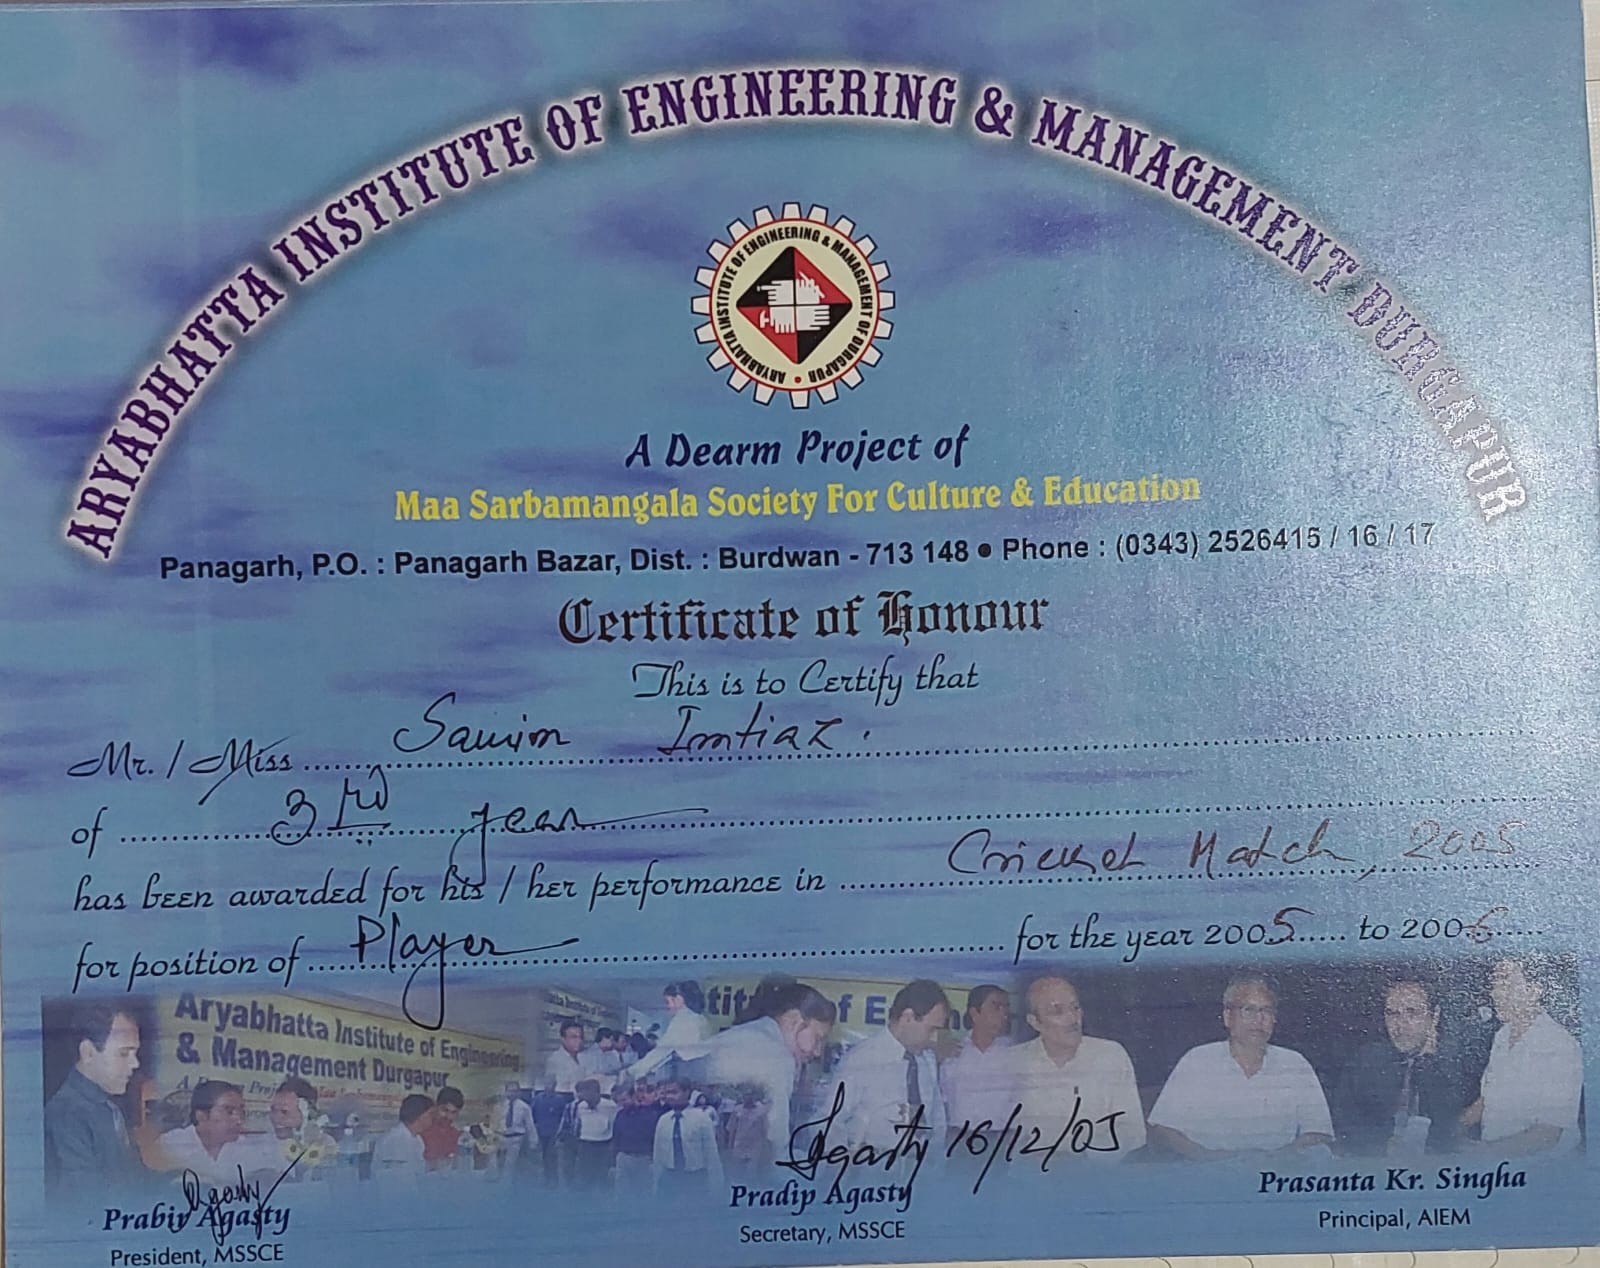 ARYABHATTA INSTITUTE OF ENGINEERING & MANAGEMENT DURGAPUR
ARYABHATTA INSTITUTE OF ENGINEERING & MANAGEMENT OF DURGAPUR
A Dearm Project of
Maa Sarbamangala Society For Culture & Education
Panagarh, P.O. : Panagarh Bazar, Dist. : Burdwan - 713 148 ● Phone : (0343) 2526415 / 16 / 17
Certificate of Honour
This is to Certify that
Mr. / Miss Samim Imtiaz.
of 3rd year
has been awarded for his / her performance in Cricket Match, 2005
for position of Player for the year 2005 to 2006
Aryabhatta Institute of Engineering
& Management Durgapur
Agasty 16/12/05
Prabir Agasty
President, MSSCE
Pradip Agasty
Secretary, MSSCE
Prasanta Kr. Singha
Principal, AIEM